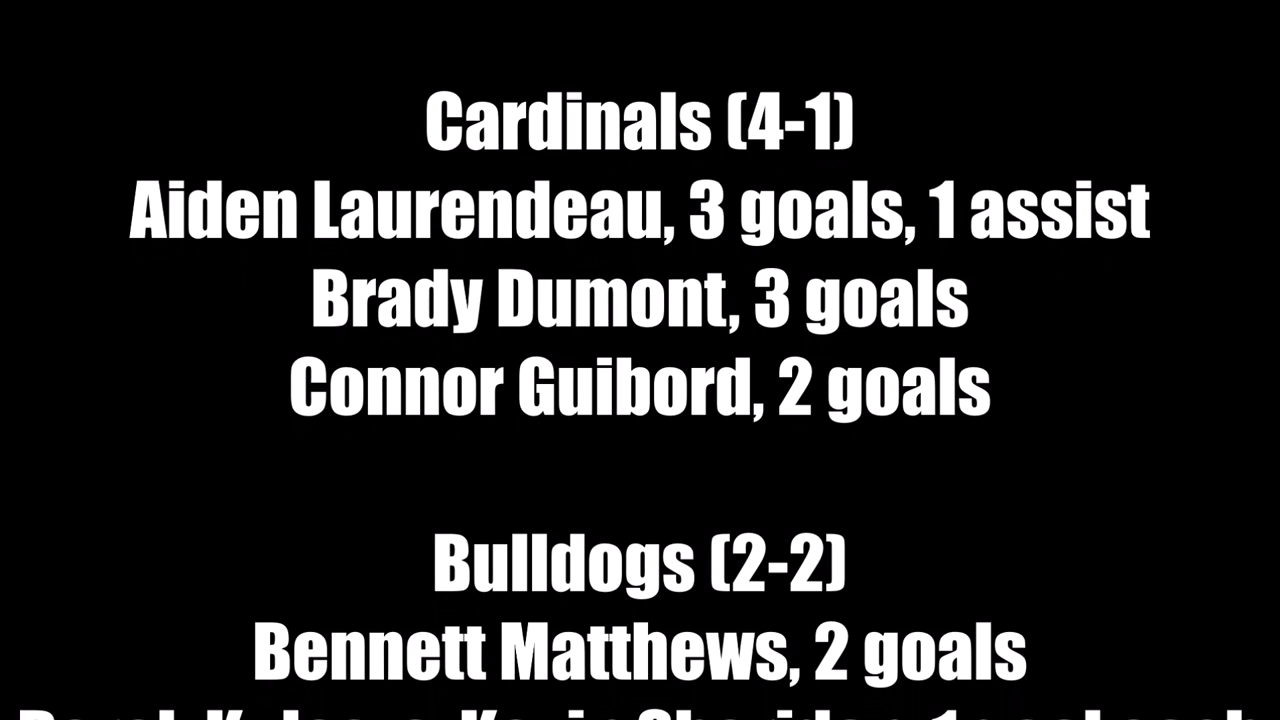 Cardinals (4-1)
Aiden Laurendeau, 3 goals, 1 assist
Brady Dumont, 3 goals
Connor Guibord, 2 goals
Bulldogs (2-2)
Bennett Matthews, 2 goals